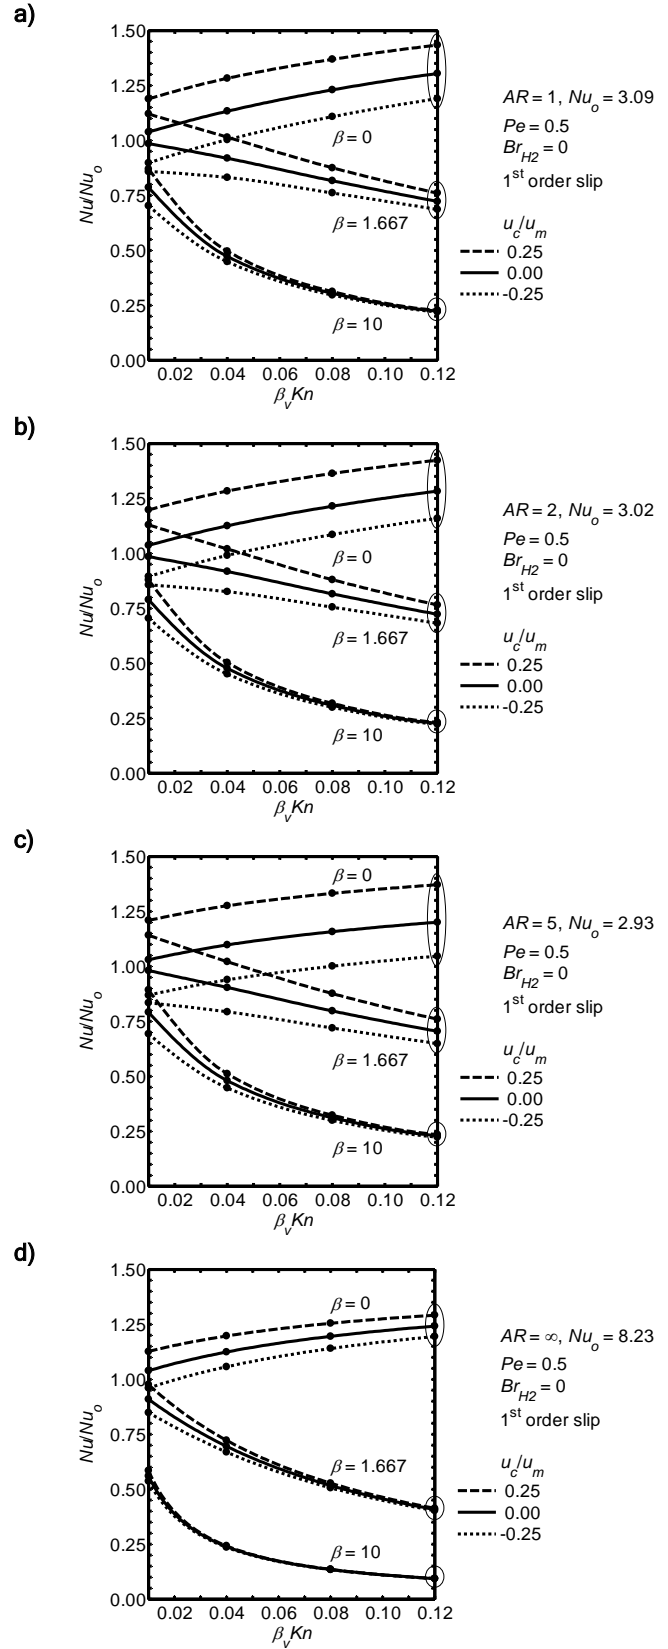 a)
1.50
1.25
1.00
0.75
0.50
0.25
0.00
Nu/Nuo
β = 0
β = 1.667
β = 10
0.02 0.04 0.06 0.08 0.10 0.12
βvKn
AR = 1, Nuo = 3.09
Pe = 0.5
BrH2 = 0
1st order slip
uc/um
0.25
0.00
-0.25
b)
1.50
1.25
1.00
0.75
0.50
0.25
0.00
Nu/Nuo
β = 0
β = 1.667
β = 10
0.02 0.04 0.06 0.08 0.10 0.12
βvKn
AR = 2, Nuo = 3.02
Pe = 0.5
BrH2 = 0
1st order slip
uc/um
0.25
0.00
-0.25
c)
1.50
1.25
1.00
0.75
0.50
0.25
0.00
Nu/Nuo
β = 0
β = 1.667
β = 10
0.02 0.04 0.06 0.08 0.10 0.12
βvKn
AR = 5, Nuo = 2.93
Pe = 0.5
BrH2 = 0
1st order slip
uc/um
0.25
0.00
-0.25
d)
1.50
1.25
1.00
0.75
0.50
0.25
0.00
Nu/Nuo
β = 0
β = 1.667
β = 10
0.02 0.04 0.06 0.08 0.10 0.12
βvKn
AR = ∞, Nuo = 8.23
Pe = 0.5
BrH2 = 0
1st order slip
uc/um
0.25
0.00
-0.25